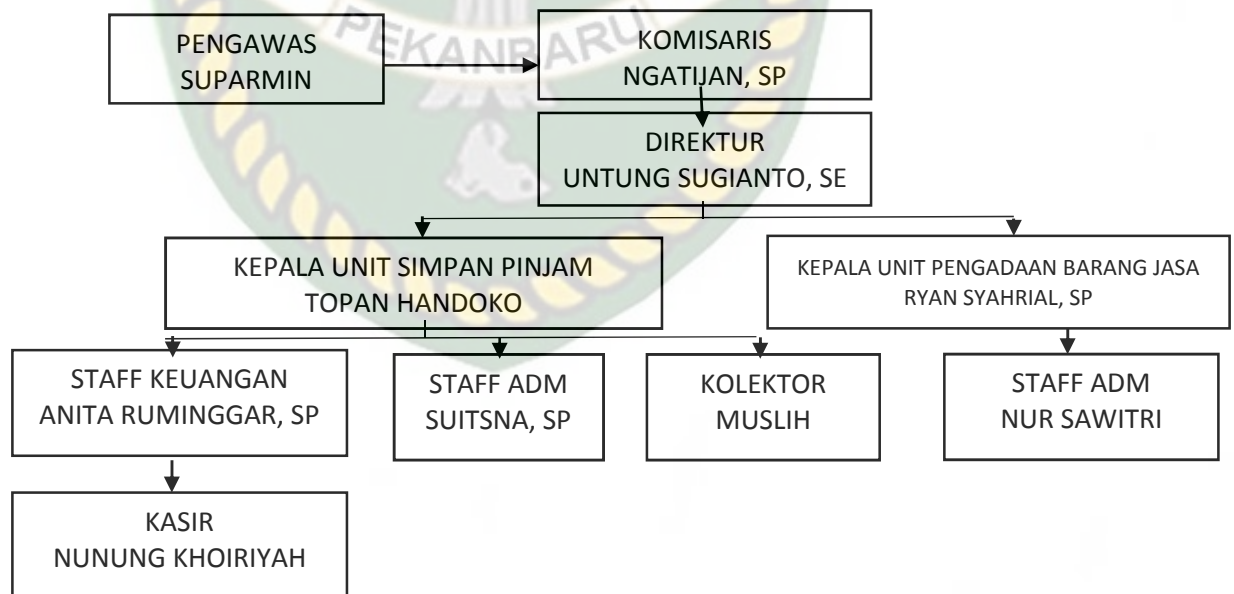 PEKANBARU
PENGAWAS
SUPARMIN
KOMISARIS
NGATIJAN, SP
DIREKTUR
UNTUNG SUGIANTO, SE
KEPALA UNIT SIMPAN PINJAM
TOPAN HANDOKO
KEPALA UNIT PENGADAAN BARANG JASA
RYAN SYAHRIAL, SP
STAFF KEUANGAN
ANITA RUMINGGAR, SP
STAFF ADM
SUITSNA, SP
KOLEKTOR
MUSLIH
STAFF ADM
NUR SAWITRI
KASIR
NUNUNG KHOIRIYAH